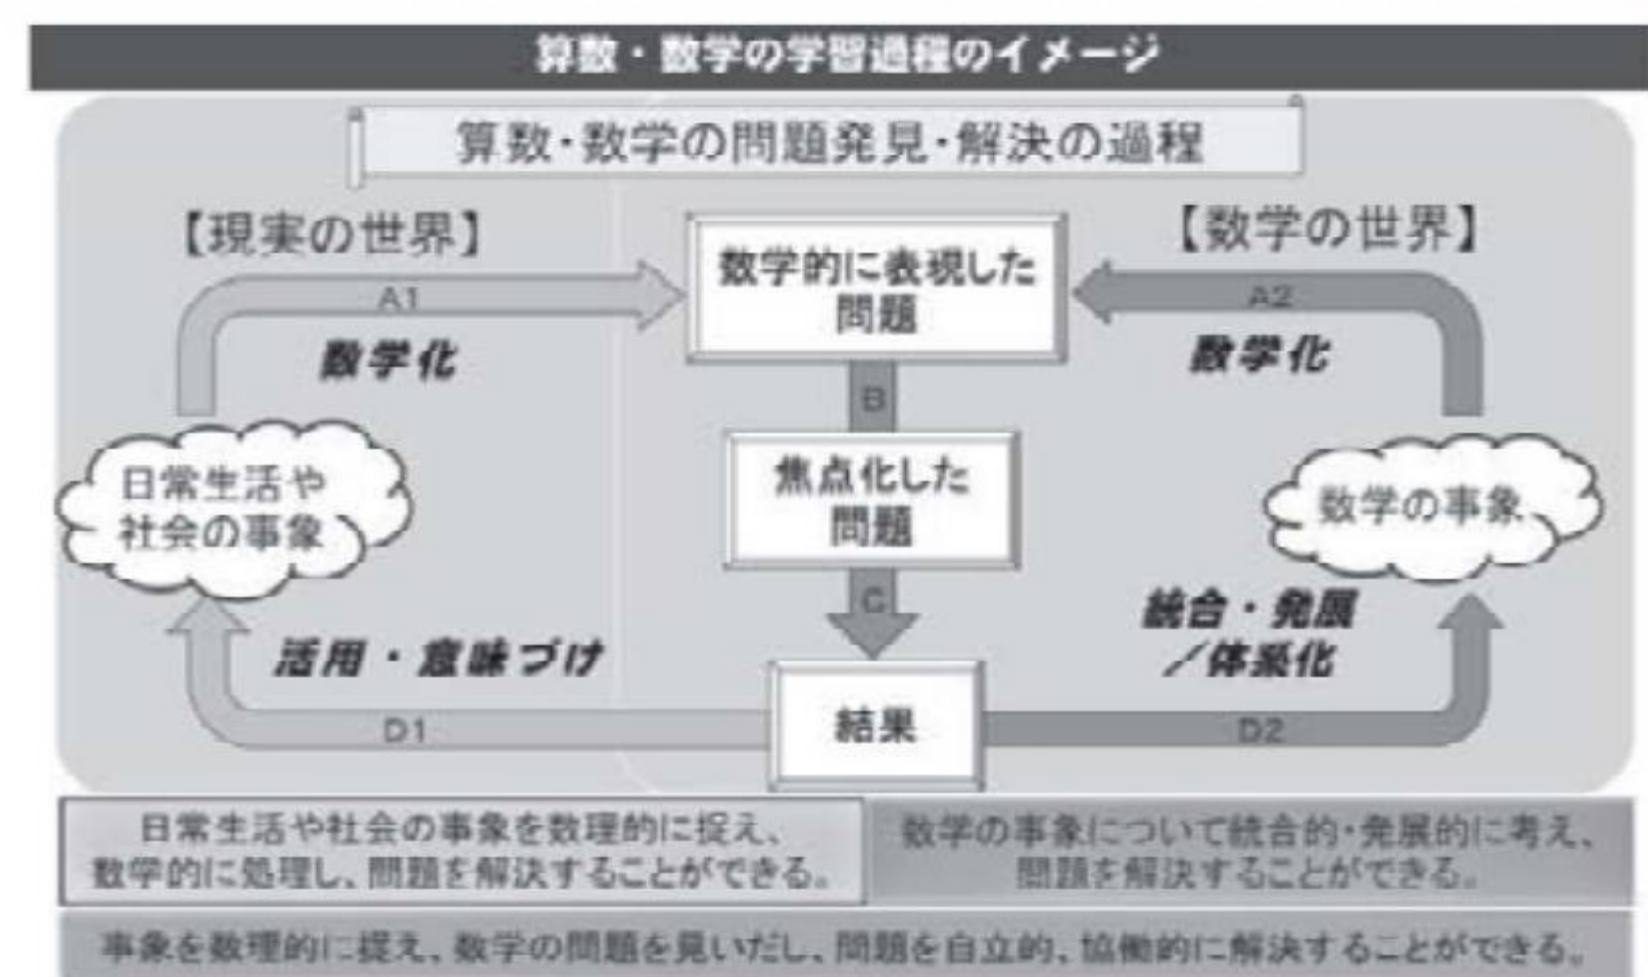 算数・数学の学習過程のイメージ
算数・数学の問題発見・解決の過程
【現実の世界】
【数学の世界】
数学的に表現した
問題
A1
A2
数学化
数学化
B
日常生活や
社会の事象
焦点化した
問題
数学の事象
C
統合・発展
/体系化
活用・意味づけ
結果
D1
D2
日常生活や社会の事象を数理的に捉え、
数学的に処理し、問題を解決することができる。
数学の事象について統合的・発展的に考え、
問題を解決することができる。
事象を数理的に捉え、数学の問題を見いだし、問題を自立的、協働的に解決することができる。